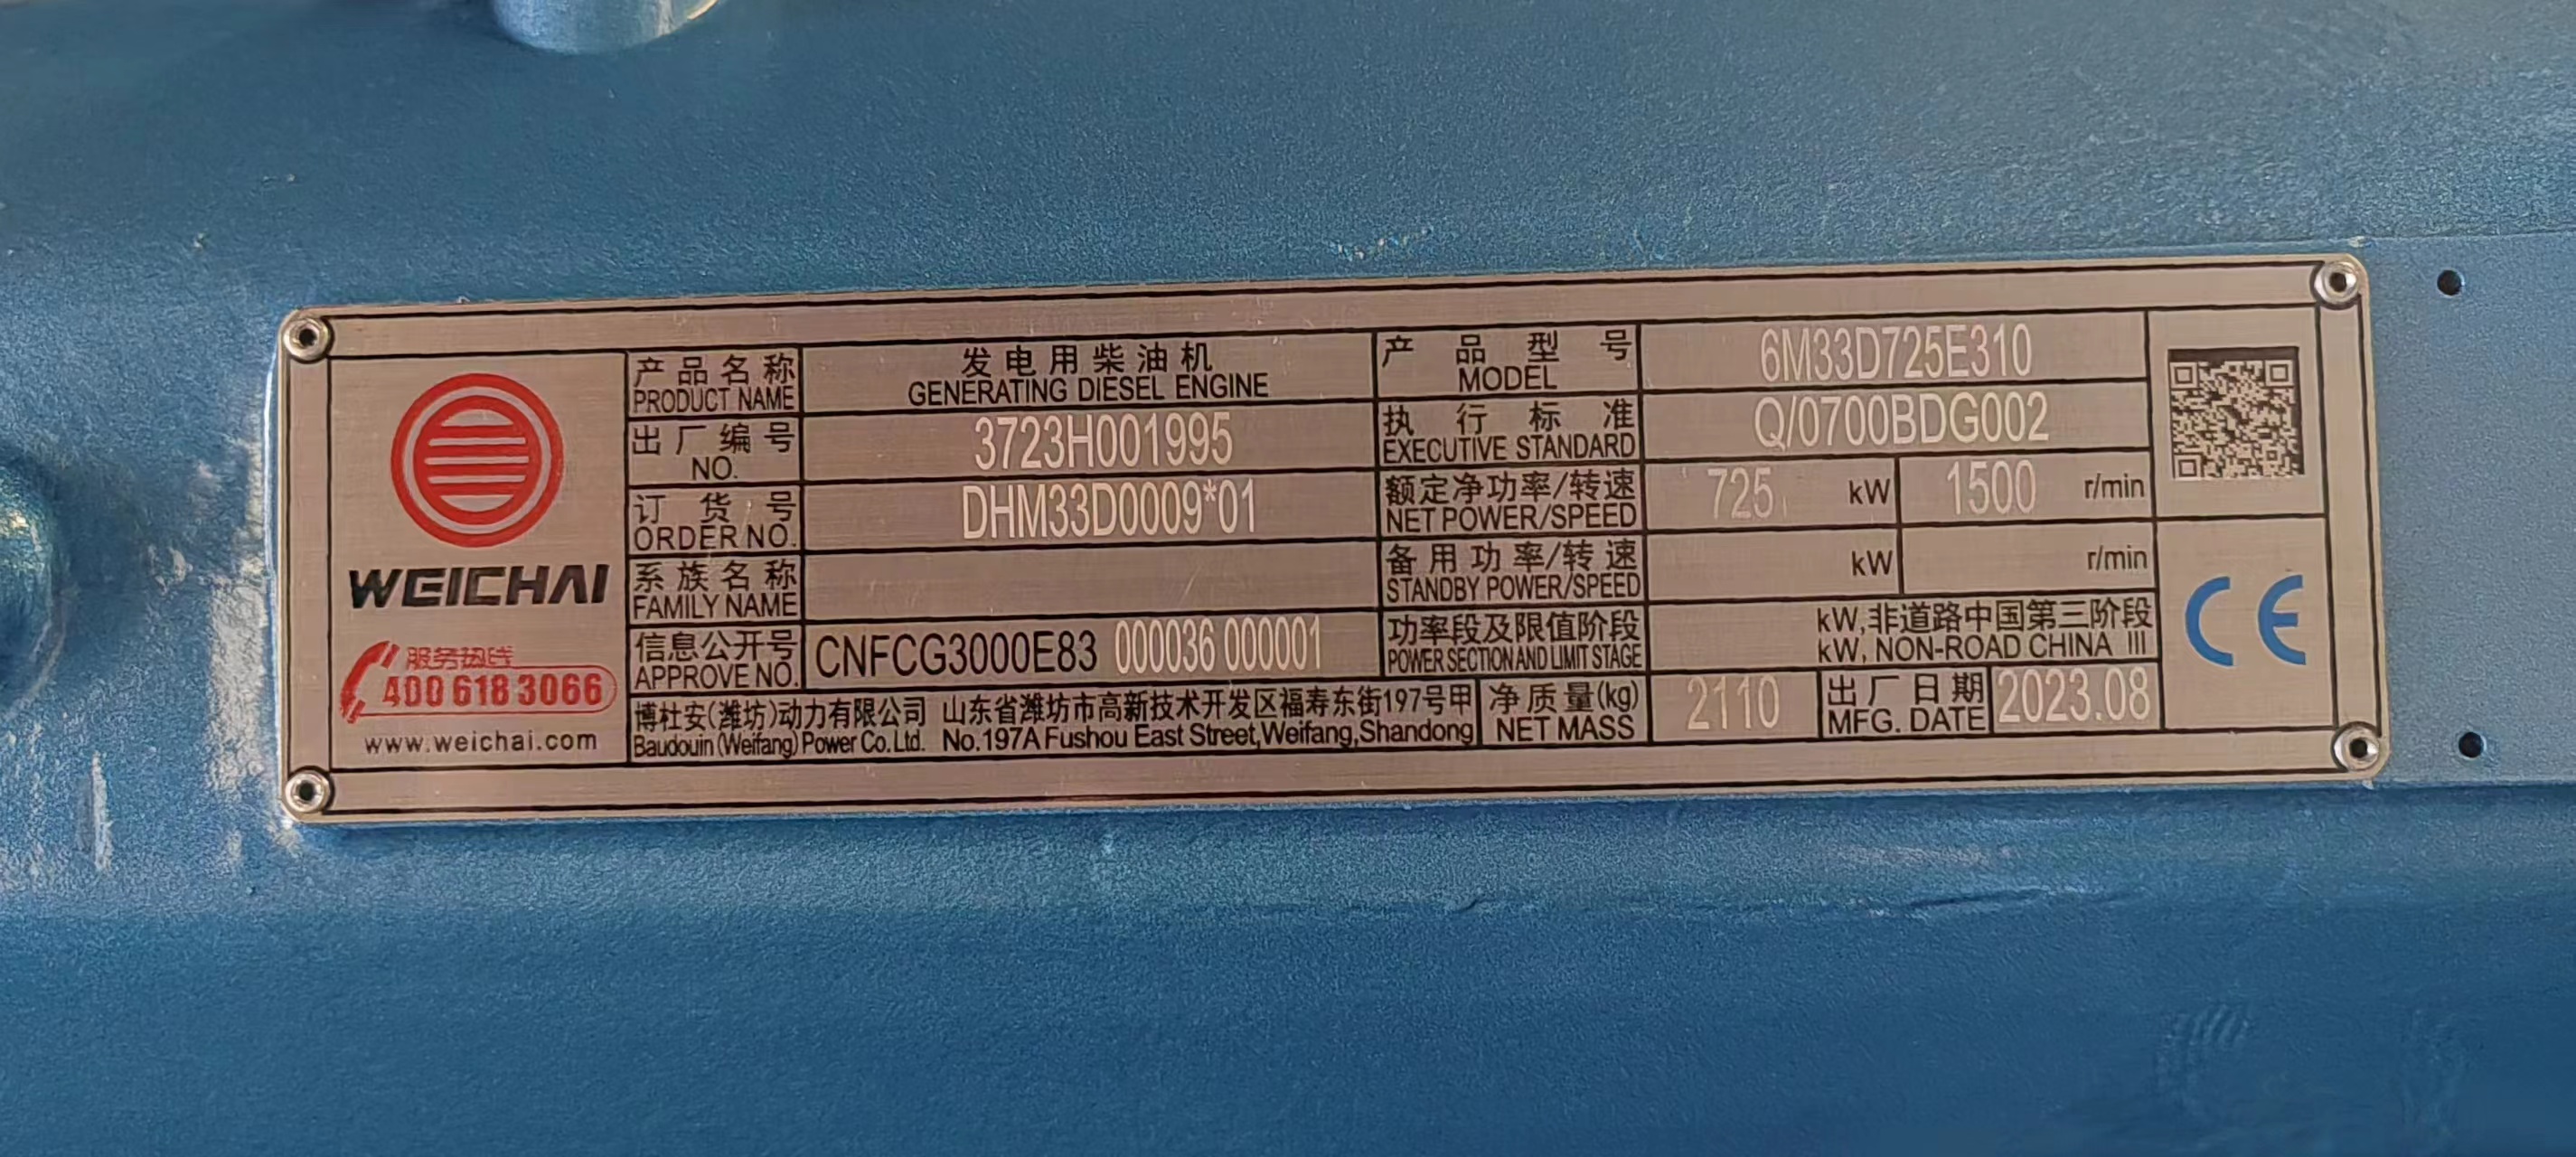 WEICHAI
服务热线
400 618 3066
www.weichai.com
产品名称
PRODUCT NAME
发电用柴油机
GENERATING DIESEL ENGINE
出厂编号
NO.
3723H001995
订货号
ORDER NO.
DHM33D0009*01
系族名称
FAMILY NAME
信息公开号
APPROVE NO.
CNFCG3000E83 000036 000001
博杜安(潍坊)动力有限公司 山东省潍坊市高新技术开发区福寿东街197号甲
Baudouin (Weifang) Power Co.Ltd. No.197A Fushou East Street,Weifang,Shandong
产品型号
MODEL
6M33D725E310
执行标准
EXECUTIVE STANDARD
Q/0700BDG002
额定净功率/转速
NET POWER/SPEED
725 kW 1500 r/min
备用功率/转速
STANDBY POWER/SPEED
kW r/min
功率段及限值阶段
POWER SECTION AND LIMIT STAGE
kW,非道路中国第三阶段
kW, NON-ROAD CHINA III
净质量(kg)
NET MASS
2110
出厂日期
MFG. DATE
2023.08
CE